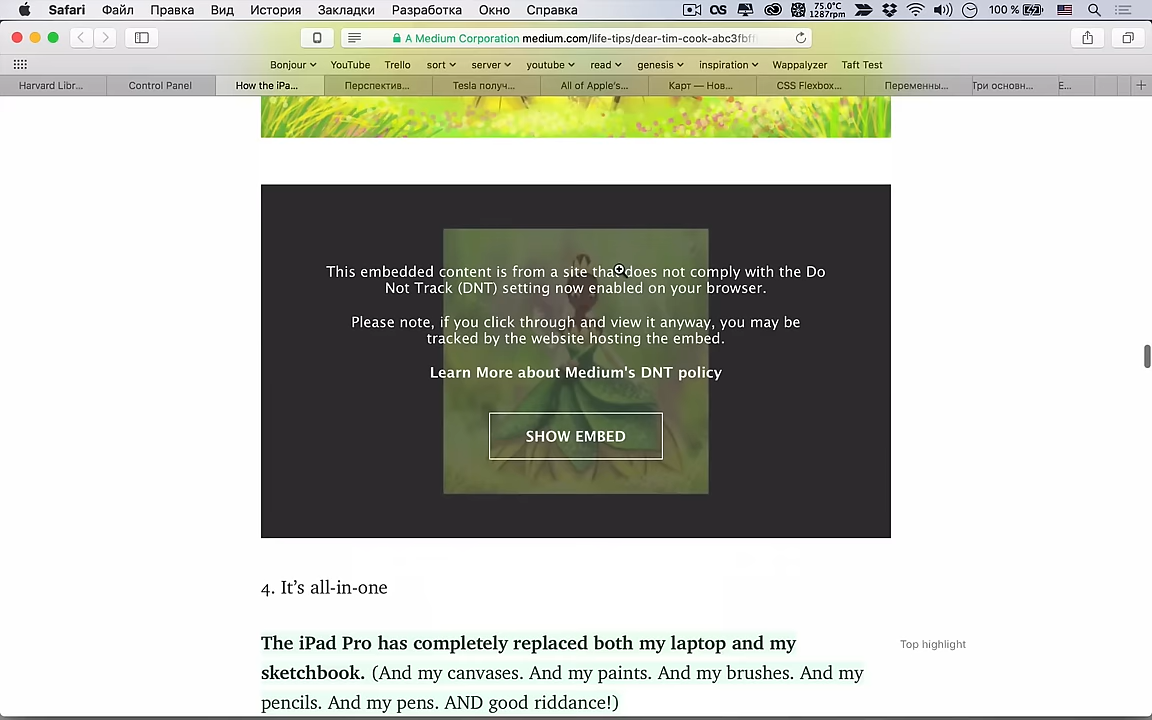 Safari Файл Правка Вид История Закладки Разработка Окно Справка 75.0°C 1287rpm 100 %
A Medium Corporation medium.com/life-tips/dear-tim-cook-abc3fbff
Bonjour YouTube Trello sort server youtube read genesis inspiration Wappalyzer Taft Test
Harvard Libr... Control Panel How the iPa... Перспектив... Tesla получ... All of Apple's... Карт — Нов... CSS Flexbox... Переменны... Три основн... E...
This embedded content is from a site that does not comply with the Do
Not Track (DNT) setting now enabled on your browser.
Please note, if you click through and view it anyway, you may be
tracked by the website hosting the embed.
Learn More about Medium's DNT policy
SHOW EMBED
4. It's all-in-one
The iPad Pro has completely replaced both my laptop and my
Top highlight
sketchbook. (And my canvases. And my paints. And my brushes. And my
pencils. And my pens. AND good riddance!)